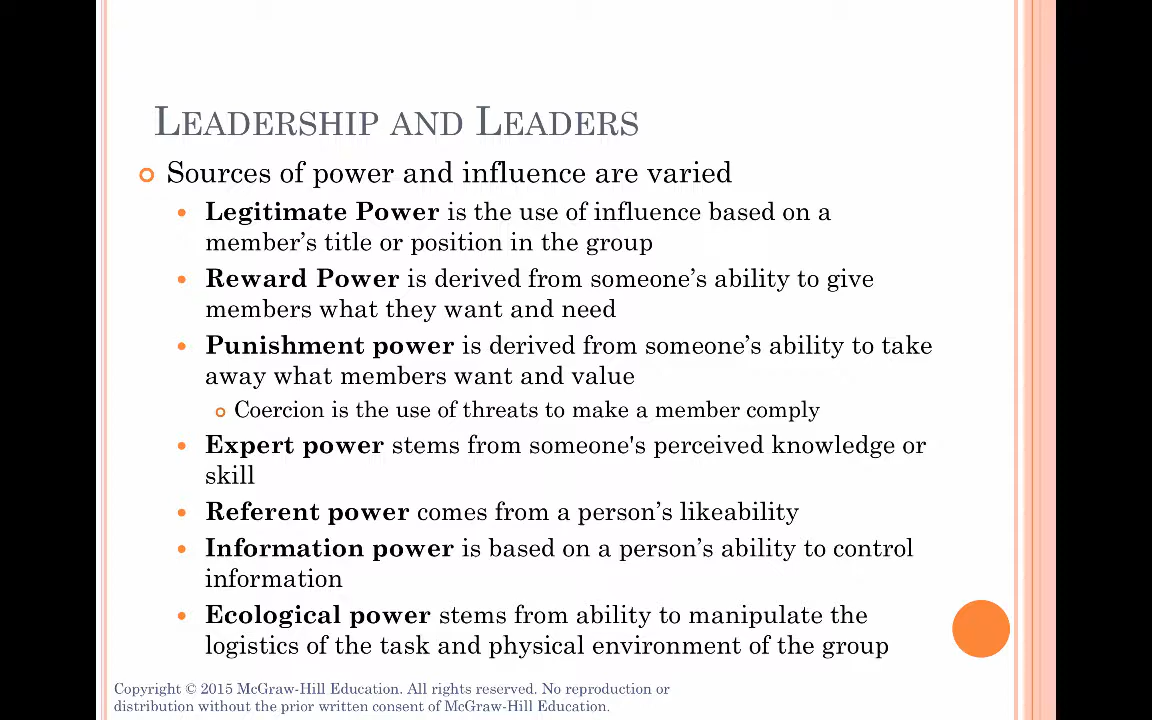 LEADERSHIP AND LEADERS
Sources of power and influence are varied
Legitimate Power is the use of influence based on a
member’s title or position in the group
Reward Power is derived from someone’s ability to give
members what they want and need
Punishment power is derived from someone’s ability to take
away what members want and value
Coercion is the use of threats to make a member comply
Expert power stems from someone's perceived knowledge or
skill
Referent power comes from a person’s likeability
Information power is based on a person’s ability to control
information
Ecological power stems from ability to manipulate the
logistics of the task and physical environment of the group
Copyright © 2015 McGraw-Hill Education. All rights reserved. No reproduction or
distribution without the prior written consent of McGraw-Hill Education.